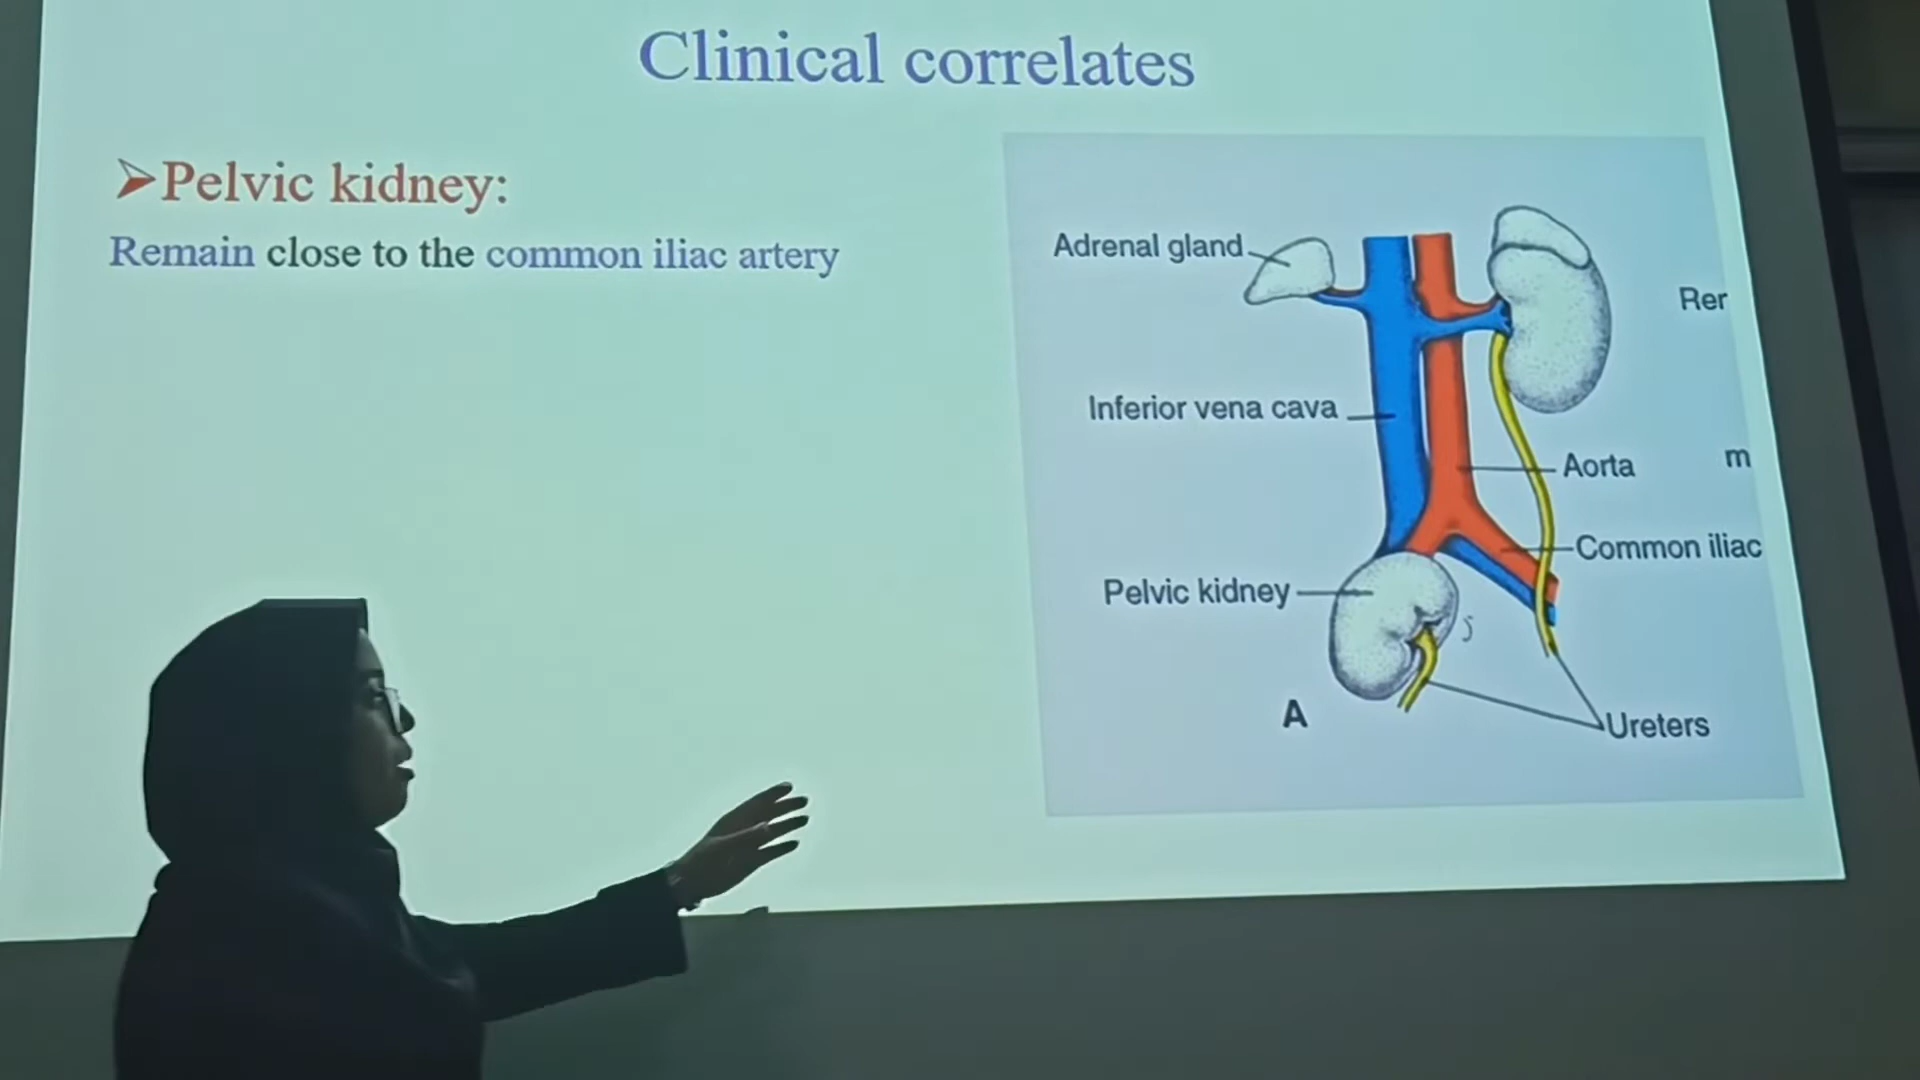 Clinical correlates
➢Pelvic kidney:
Remain close to the common iliac artery
Adrenal gland
Rer
Inferior vena cava
Aorta
m
Common iliac
Pelvic kidney
A
Ureters